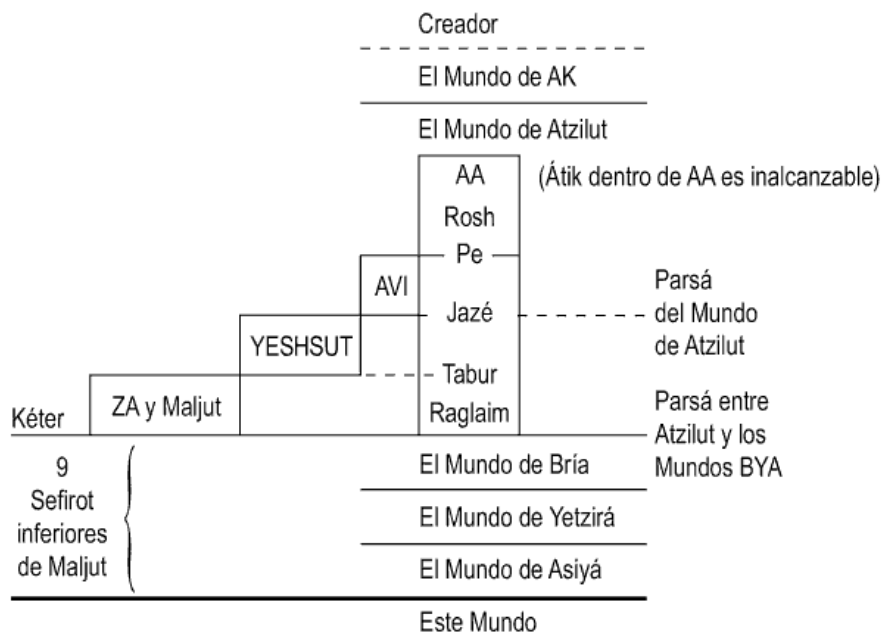 Creador
El Mundo de AK
El Mundo de Atzilut
AA
(Átik dentro de AA es inalcanzable)
Rosh
Pe
AVI
Jazé
Parsá
del Mundo
de Atzilut
YESHSUT
Tabur
Kéter
ZA y Maljut
Raglaim
Parsá entre
Atzilut y los
Mundos BYA
9
Sefirot
inferiores
de Maljut
El Mundo de Bría
El Mundo de Yetzirá
El Mundo de Asiyá
Este Mundo